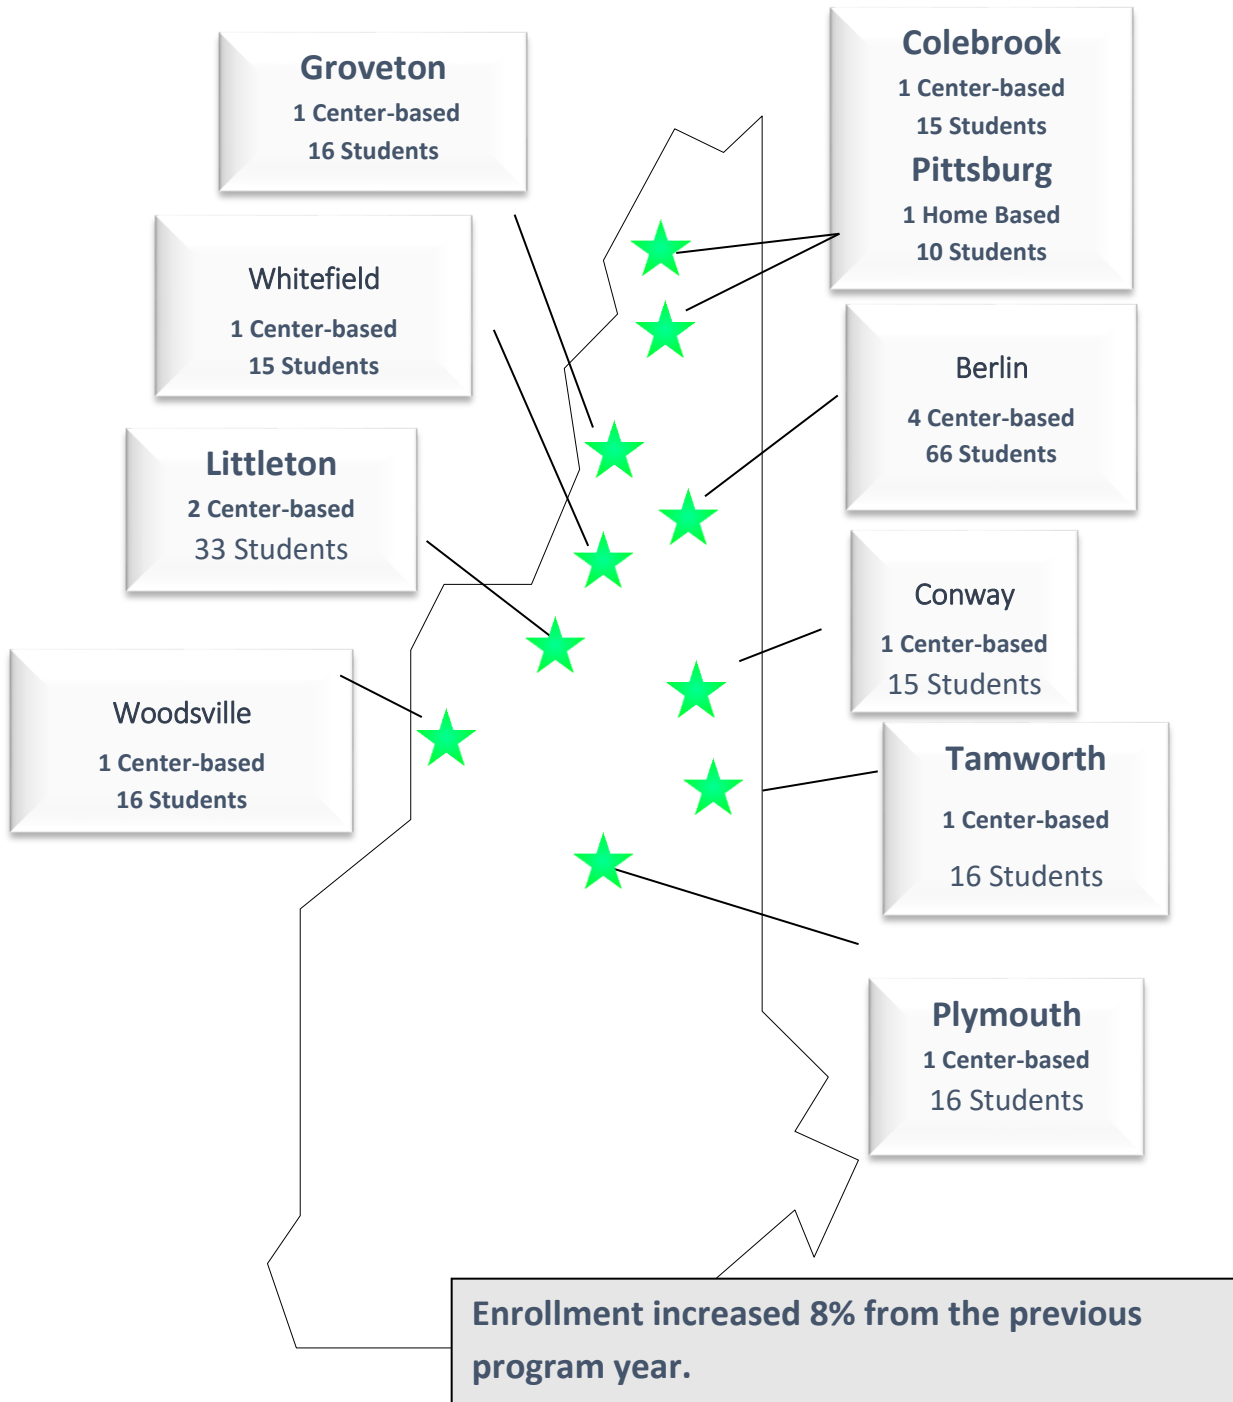 Groveton
1 Center-based
16 Students
Colebrook
1 Center-based
15 Students
Pittsburg
1 Home Based
10 Students
Whitefield
1 Center-based
15 Students
Berlin
4 Center-based
66 Students
Littleton
2 Center-based
33 Students
Conway
1 Center-based
15 Students
Woodsville
1 Center-based
16 Students
Tamworth
1 Center-based
16 Students
Plymouth
1 Center-based
16 Students
Enrollment increased 8% from the previous
program year.